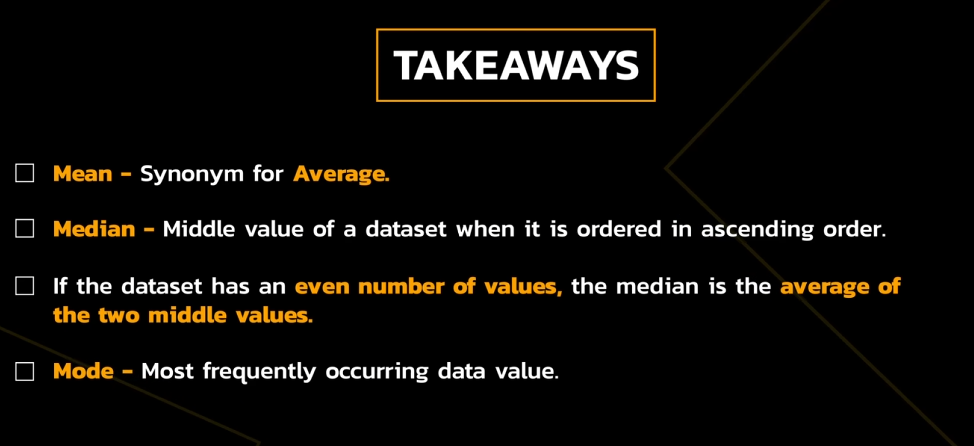 TAKEAWAYS
Mean – Synonym for Average.
Median – Middle value of a dataset when it is ordered in ascending order.
If the dataset has an even number of values, the median is the average of
the two middle values.
Mode – Most frequently occurring data value.